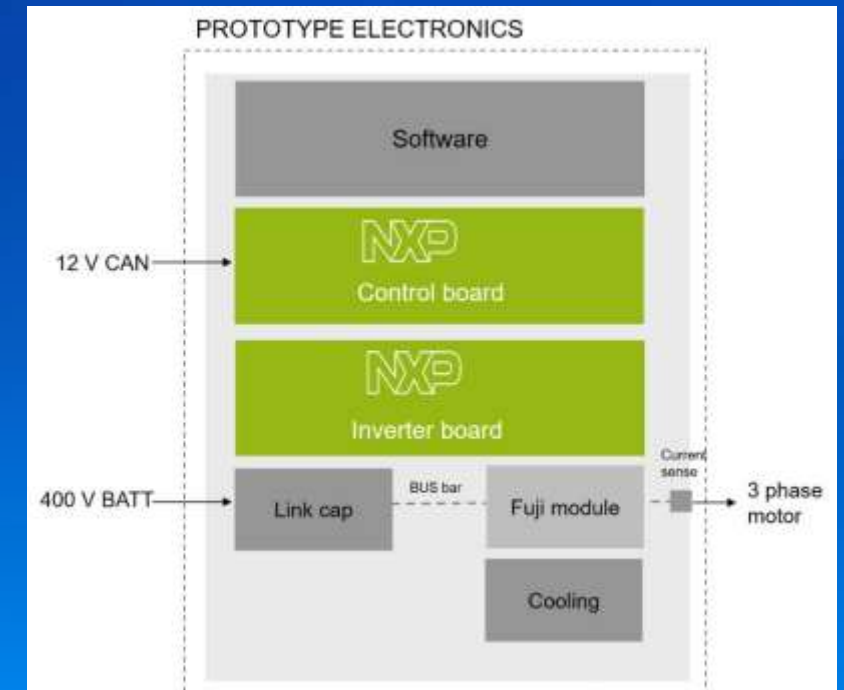 PROTOTYPE ELECTRONICS
Software
12 V CAN
NXP
Control board
NXP
Inverter board
Current
sense
400 V BATT
Link cap
BUS bar
Fuji module
3 phase
motor
Cooling